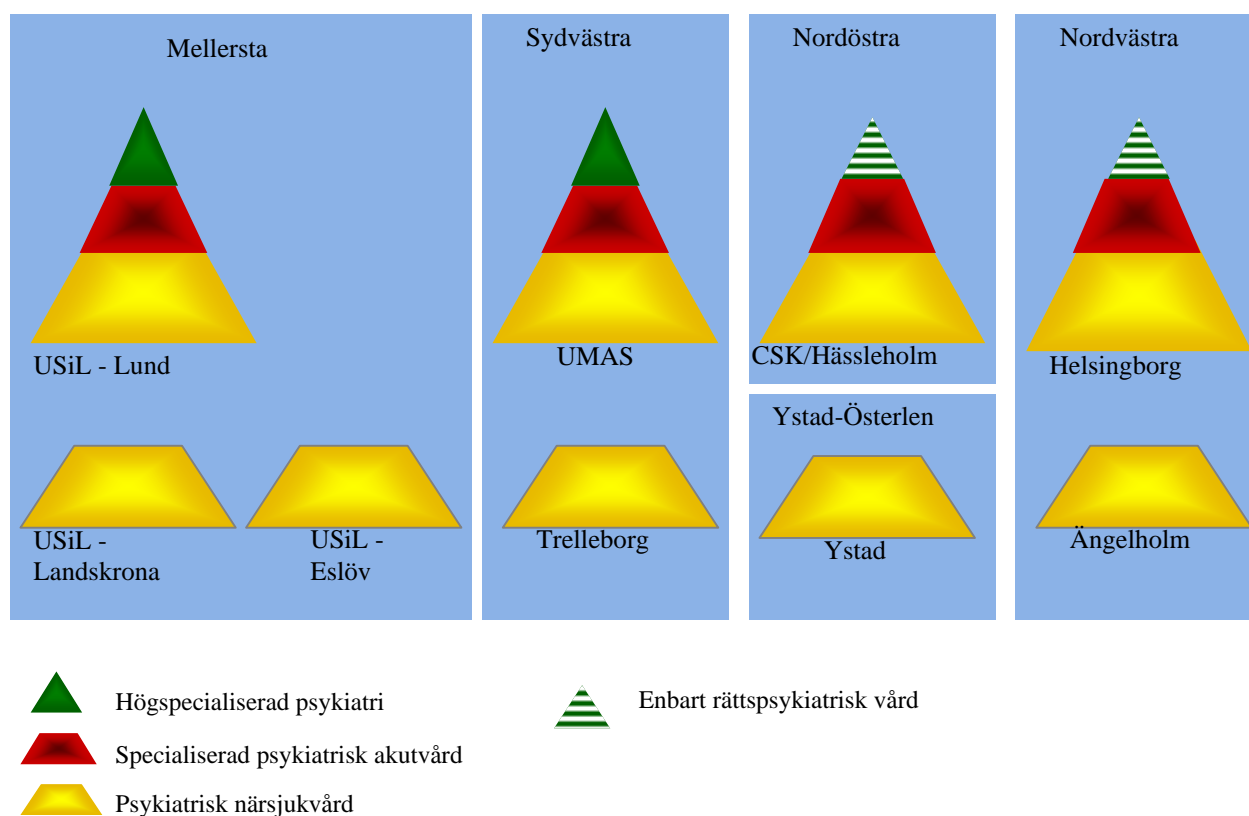 Mellersta
Sydvästra
Nordöstra
Nordvästra
USiL - Lund
UMAS
CSK/Hässleholm
Helsingborg
Ystad-Österlen
USiL -
Landskrona
USiL -
Eslöv
Trelleborg
Ystad
Ängelholm
Högspecialiserad psykiatri
Enbart rättspsykiatrisk vård
Specialiserad psykiatrisk akutvård
Psykiatrisk närsjukvård